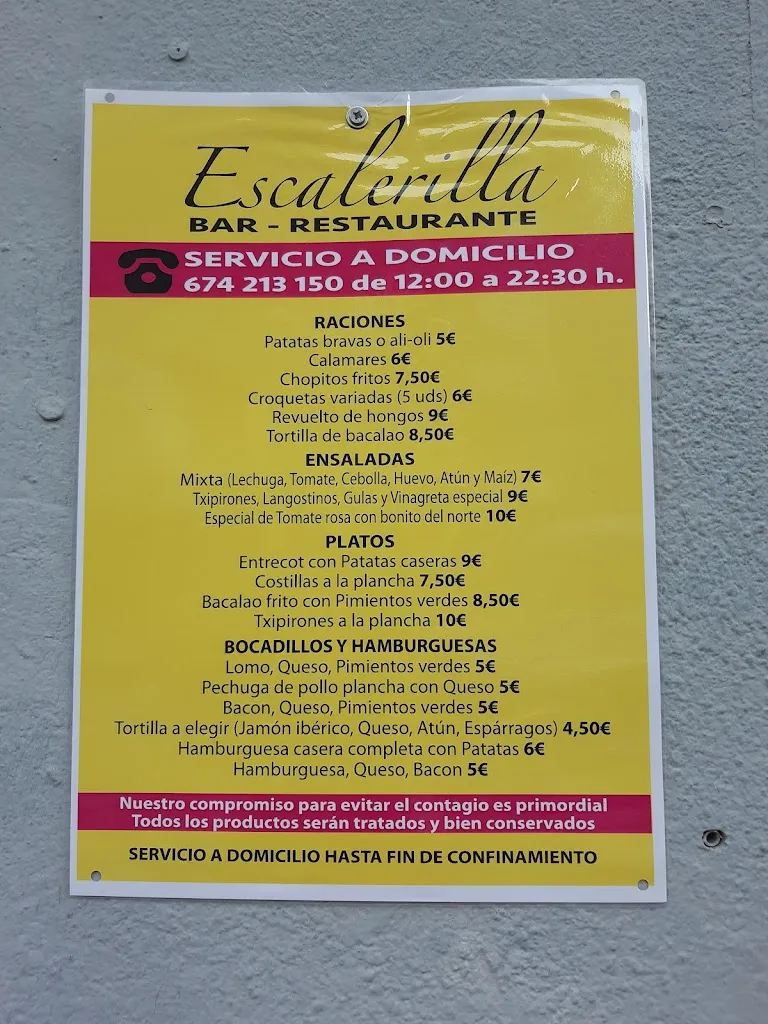 Escalerilla
BAR - RESTAURANTE
SERVICIO A DOMICILIO
674 213 150 de 12:00 a 22:30 h.
RACIONES
Patatas bravas o ali-oli 5€
Calamares 6€
Chopitos fritos 7,50€
Croquetas variadas (5 uds) 6€
Revuelto de hongos 9€
Tortilla de bacalao 8,50€
ENSALADAS
Mixta (Lechuga, Tomate, Cebolla, Huevo, Atún y Maíz) 7€
Txipirones, Langostinos, Gulas y Vinagreta especial 9€
Especial de Tomate rosa con bonito del norte 10€
PLATOS
Entrecot con Patatas caseras 9€
Costillas a la plancha 7,50€
Bacalao frito con Pimientos verdes 8,50€
Txipirones a la plancha 10€
BOCADILLOS Y HAMBURGUESAS
Lomo, Queso, Pimientos verdes 5€
Pechuga de pollo plancha con Queso 5€
Bacon, Queso, Pimientos verdes 5€
Tortilla a elegir (Jamón ibérico, Queso, Atún, Espárragos) 4,50€
Hamburguesa casera completa con Patatas 6€
Hamburguesa, Queso, Bacon 5€
Nuestro compromiso para evitar el contagio es primordial
Todos los productos serán tratados y bien conservados
SERVICIO A DOMICILIO HASTA FIN DE CONFINAMIENTO